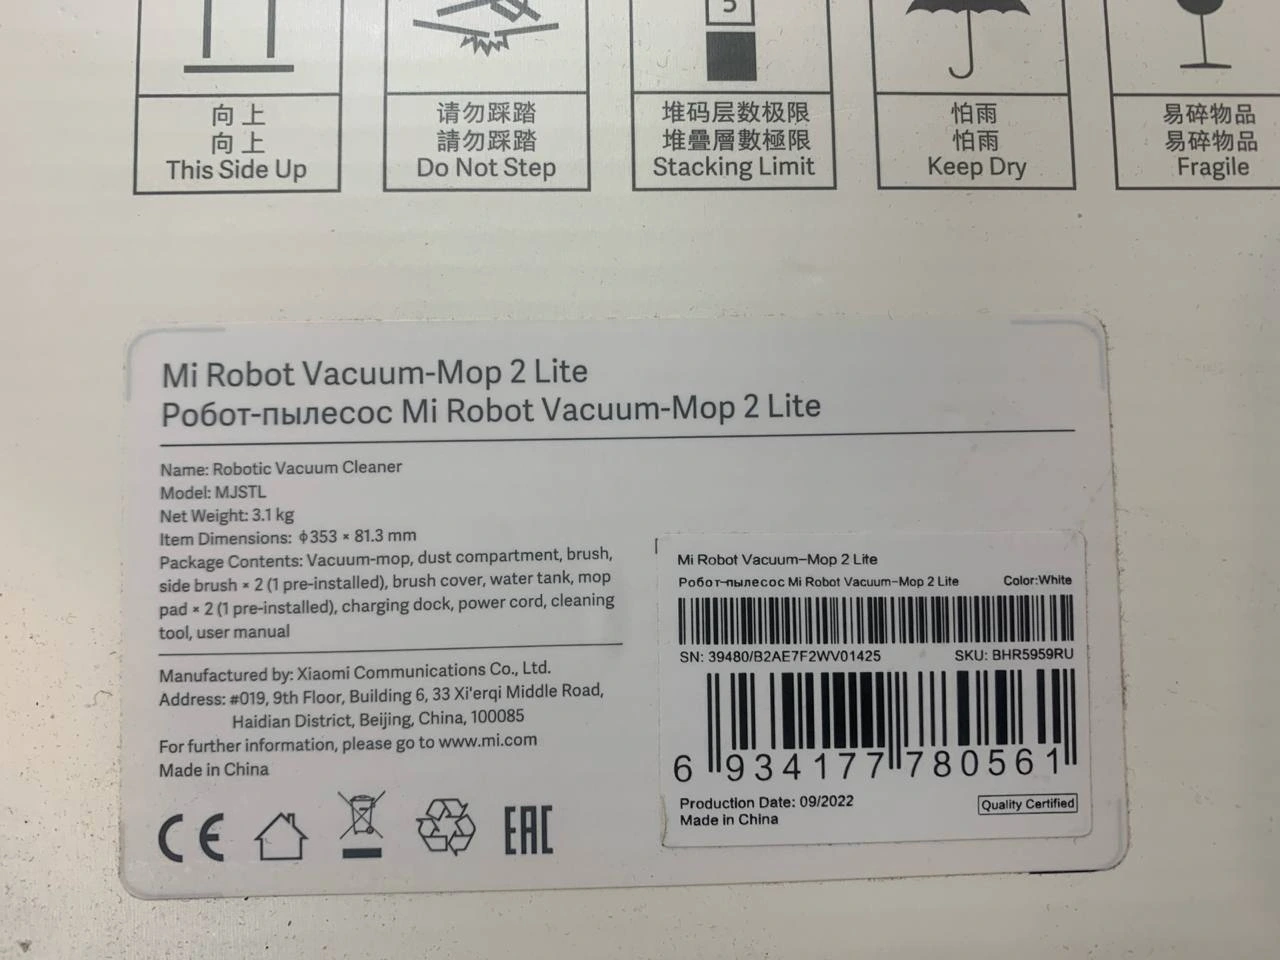 5
向上
向上
This Side Up
请勿踩踏
請勿踩踏
Do Not Step
堆码层数极限
堆疊層數極限
Stacking Limit
怕雨
怕雨
Keep Dry
易碎物品
易碎物品
Fragile
Mi Robot Vacuum-Mop 2 Lite
Робот-пылесос Mi Robot Vacuum-Mop 2 Lite
Name: Robotic Vacuum Cleaner
Model: MJSTL
Net Weight: 3.1 kg
Item Dimensions: ϕ353 × 81.3 mm
Package Contents: Vacuum-mop, dust compartment, brush,
side brush × 2 (1 pre-installed), brush cover, water tank, mop
pad × 2 (1 pre-installed), charging dock, power cord, cleaning
tool, user manual
Manufactured by: Xiaomi Communications Co., Ltd.
Address: #019, 9th Floor, Building 6, 33 Xi'erqi Middle Road,
Haidian District, Beijing, China, 100085
For further information, please go to www.mi.com
Made in China
CE
EAC
Mi Robot Vacuum-Mop 2 Lite
Робот-пылесос Mi Robot Vacuum-Mop 2 Lite Color:White
SN: 39480/B2AE7F2WV01425 SKU: BHR5959RU
6 934177 780561
Production Date: 09/2022
Made in China
Quality Certified